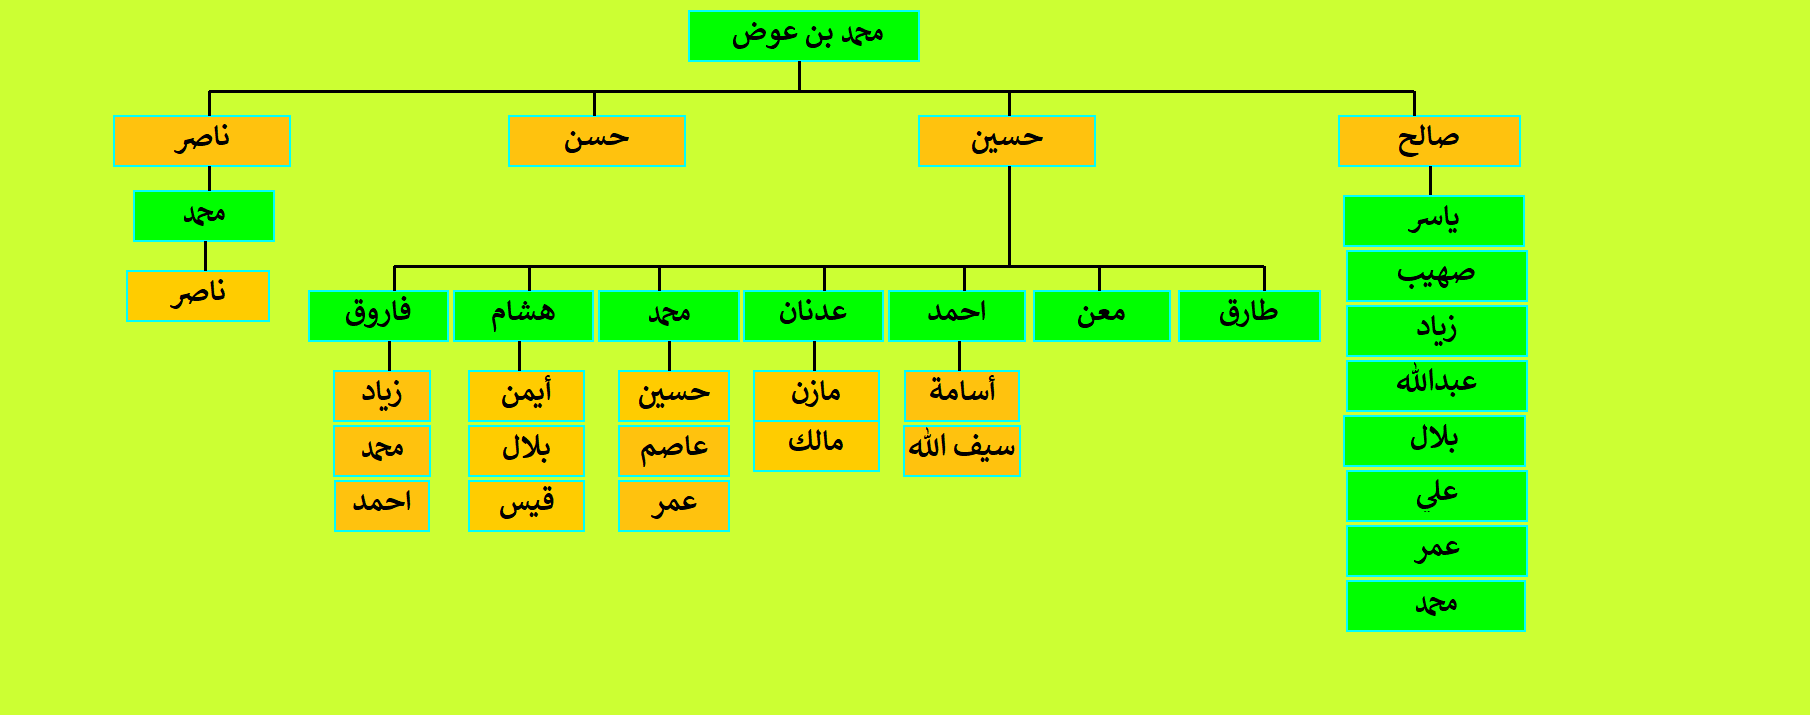 محمد بن عوض
صالح
حسين
حسن
ناصر
ياسر
صهيب
زياد
عبدالله
بلال
علي
عمر
محمد
طارق
معن
احمد
عدنان
محمد
هشام
فاروق
أسامة
سيف الله
مازن
مالك
حسين
عاصم
عمر
أيمن
بلال
قيس
زياد
محمد
احمد
محمد
ناصر